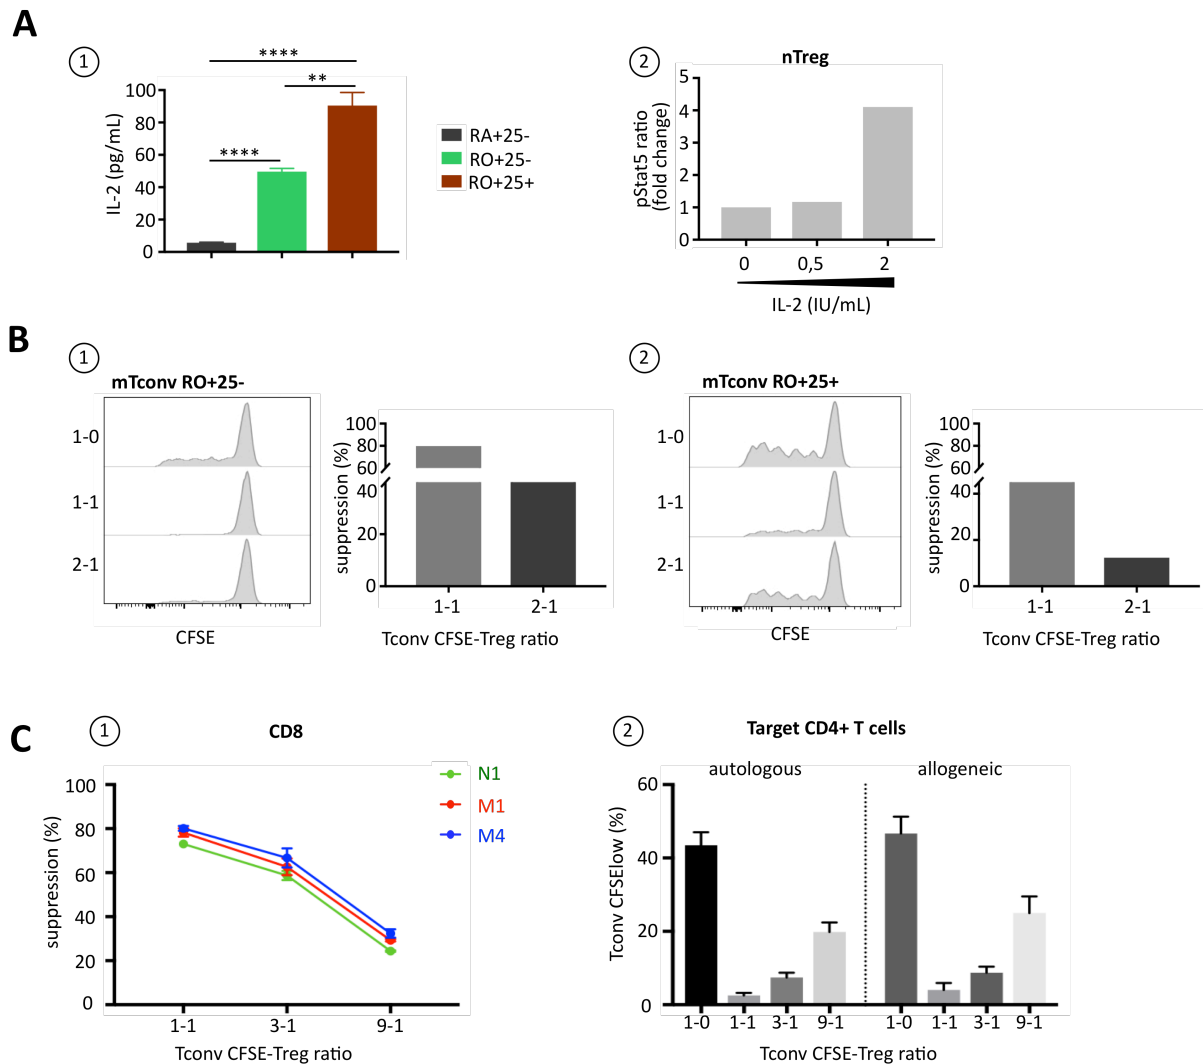 A
1
****
**
****
IL-2 (pg/mL)
100
80
60
40
20
0
RA+25-
RO+25-
RO+25+
2
nTreg
pStat5 ratio
(fold change)
5
4
3
2
1
0
0
0,5
2
IL-2 (IU/mL)
B
1
mTconv RO+25-
1-0
1-1
2-1
CFSE
suppression (%)
100
80
60
40
20
0
1-1
2-1
Tconv CFSE-Treg ratio
2
mTconv RO+25+
1-0
1-1
2-1
CFSE
suppression (%)
100
80
60
40
20
0
1-1
2-1
Tconv CFSE-Treg ratio
C
1
CD8
suppression (%)
100
80
60
40
20
0
1-1
3-1
9-1
Tconv CFSE-Treg ratio
N1
M1
M4
2
Target CD4+ T cells
autologous
allogeneic
Tconv CFSElow (%)
60
40
20
0
1-0
1-1
3-1
9-1
1-0
1-1
3-1
9-1
Tconv CFSE-Treg ratio